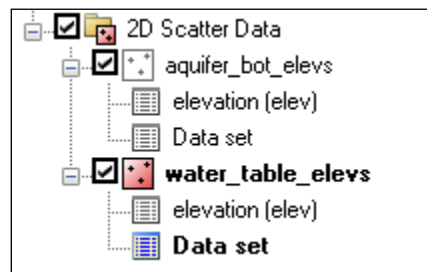 2D Scatter Data
aquifer_bot_elevs
elevation (elev)
Data set
water_table_elevs
elevation (elev)
Data set